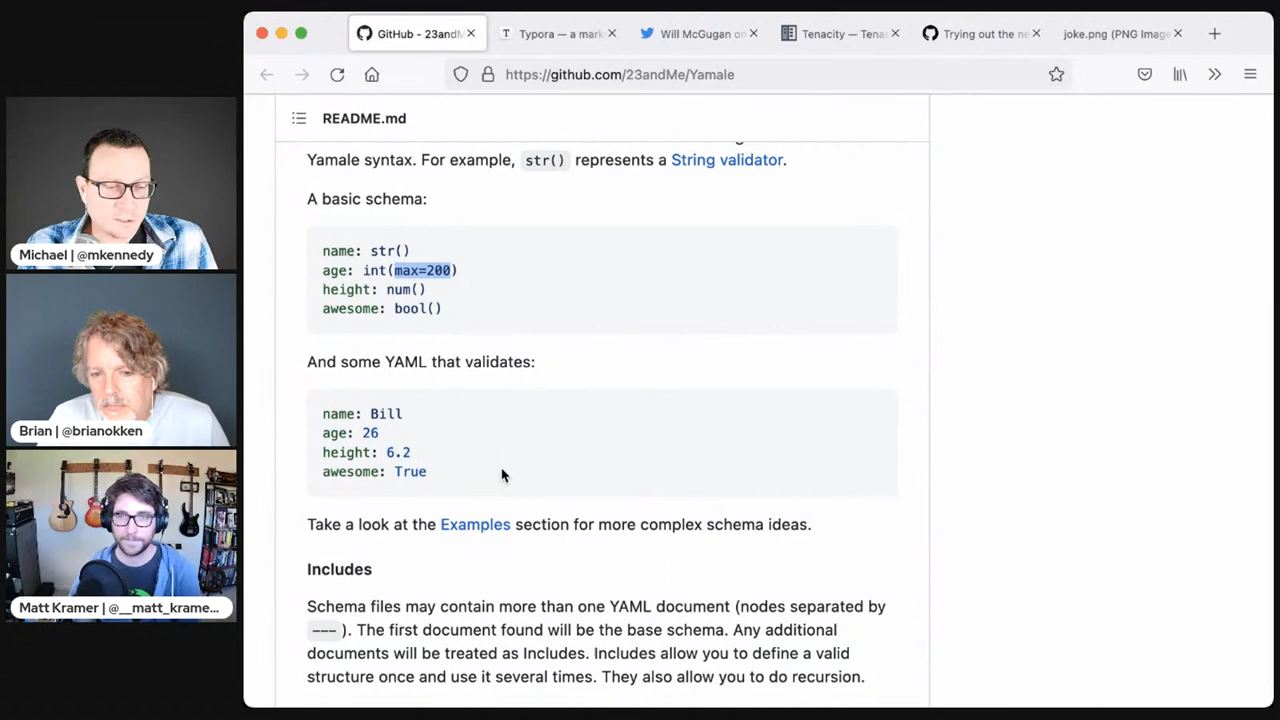 GitHub - 23andM
Typora — a mark
Will McGugan on
Tenacity — Tena
Trying out the ne
joke.png (PNG Image
https://github.com/23andMe/Yamale
README.md
Yamale syntax. For example, str() represents a String validator.
A basic schema:
name: str()
age: int(max=200)
height: num()
awesome: bool()
And some YAML that validates:
name: Bill
age: 26
height: 6.2
awesome: True
Take a look at the Examples section for more complex schema ideas.
Includes
Schema files may contain more than one YAML document (nodes separated by
---). The first document found will be the base schema. Any additional
documents will be treated as Includes. Includes allow you to define a valid
structure once and use it several times. They also allow you to do recursion.
Michael | @mkennedy
Brian | @brianokken
Matt Kramer | @__matt_krame...